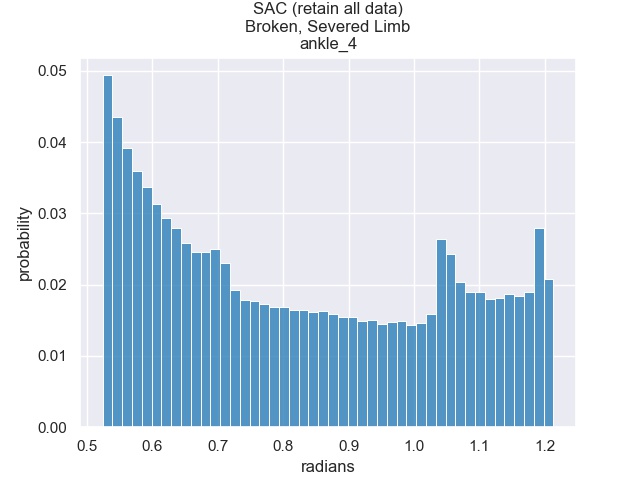 SAC (retain all data)
Broken, Severed Limb
ankle_4
0.05
0.04
0.03
0.02
0.01
0.00
probability
0.5 0.6 0.7 0.8 0.9 1.0 1.1 1.2
radians